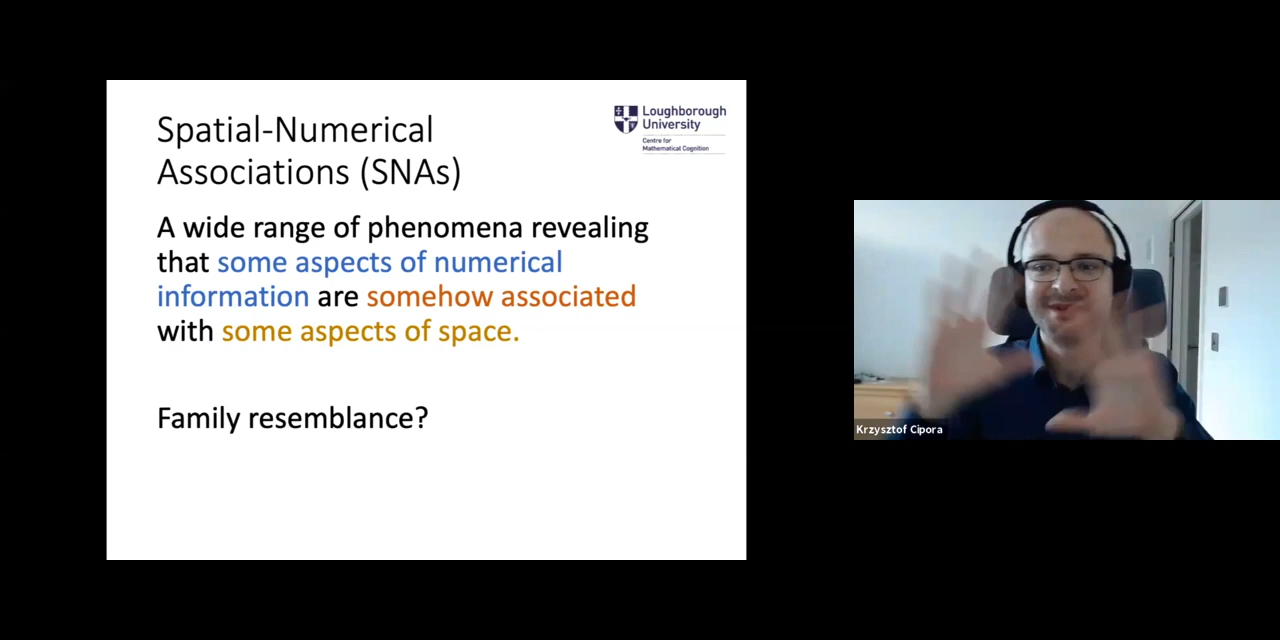 Spatial-Numerical
Associations (SNAs)
Loughborough
University
Centre for
Mathematical Cognition
A wide range of phenomena revealing
that some aspects of numerical
information are somehow associated
with some aspects of space.
Family resemblance?
Krzysztof Cipora